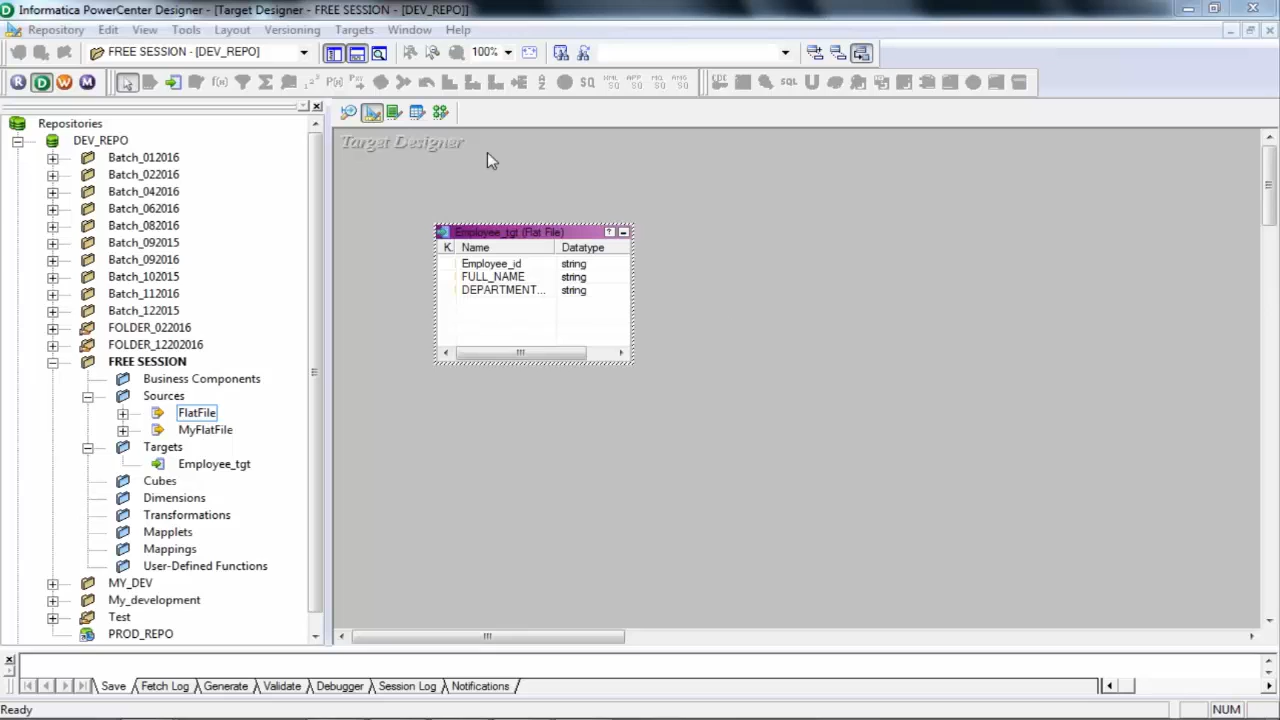 Informatica PowerCenter Designer - [Target Designer - FREE SESSION - [DEV_REPO]]
Repository Edit View Tools Layout Versioning Targets Window Help
FREE SESSION - [DEV_REPO] 100%
R D W M f(x) P(x) SQ SQL
Repositories
DEV_REPO
Batch_012016
Batch_022016
Batch_042016
Batch_062016
Batch_082016
Batch_092015
Batch_092016
Batch_102015
Batch_112016
Batch_122015
FOLDER_022016
FOLDER_12202016
FREE SESSION
Business Components
Sources
FlatFile
MyFlatFile
Targets
Employee_tgt
Cubes
Dimensions
Transformations
Mapplets
Mappings
User-Defined Functions
MY_DEV
My_development
Test
PROD_REPO
Target Designer
Employee_tgt (Flat File)
K Name Datatype
Employee_id string
FULL_NAME string
DEPARTMENT... string
Save Fetch Log Generate Validate Debugger Session Log Notifications
Ready NUM